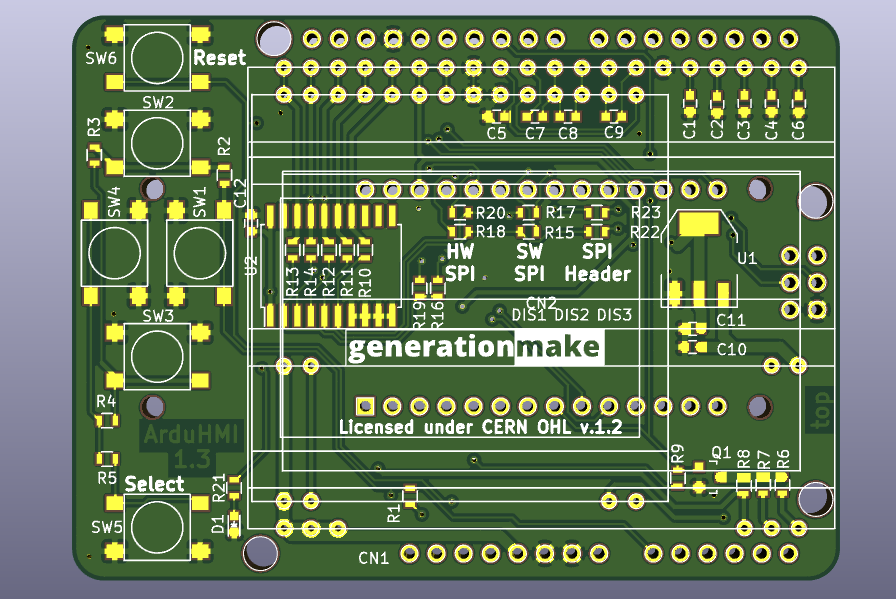 SW6
Reset
SW2
R3
R2
C5
C7
C8
C9
C1
C2
C3
C4
C6
SW4
SW1
C12
R20
R17
R23
R18
R15
R22
HW
SPI
SW
SPI
SPI
Header
U1
U2
R13
R14
R12
R11
R10
R19
R16
CN2
DIS1 DIS2 DIS3
SW3
C11
C10
generationmake
R4
Licensed under CERN OHL v.1.2
top
ArduHMI
1.3
R5
R9
Q1
R8
R7
R6
Select
R21
R1
SW5
D1
CN1